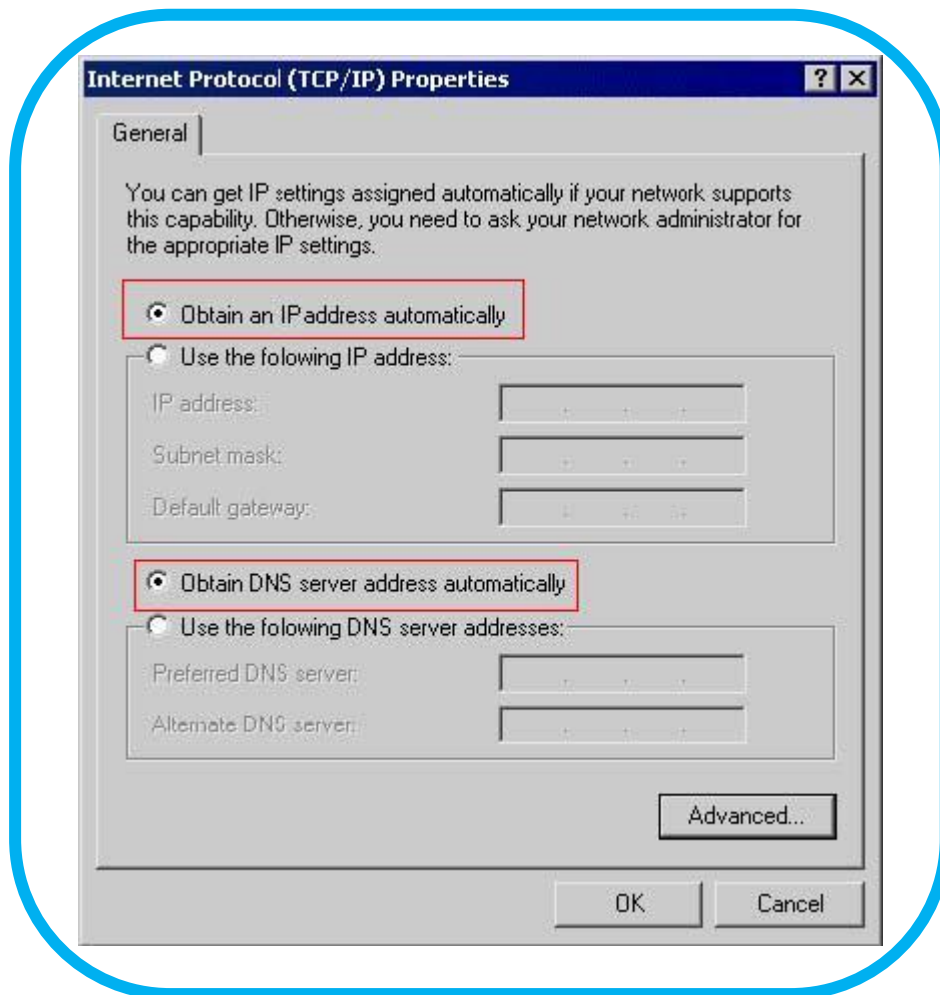 Internet Protocol (TCP/IP) Properties
General
You can get IP settings assigned automatically if your network supports
this capability. Otherwise, you need to ask your network administrator for
the appropriate IP settings.
Obtain an IP address automatically
Use the folowing IP address:
IP address:
Subnet mask:
Default gateway:
Obtain DNS server address automatically
Use the folowing DNS server addresses:
Preferred DNS server:
Alternate DNS server:
Advanced...
OK
Cancel